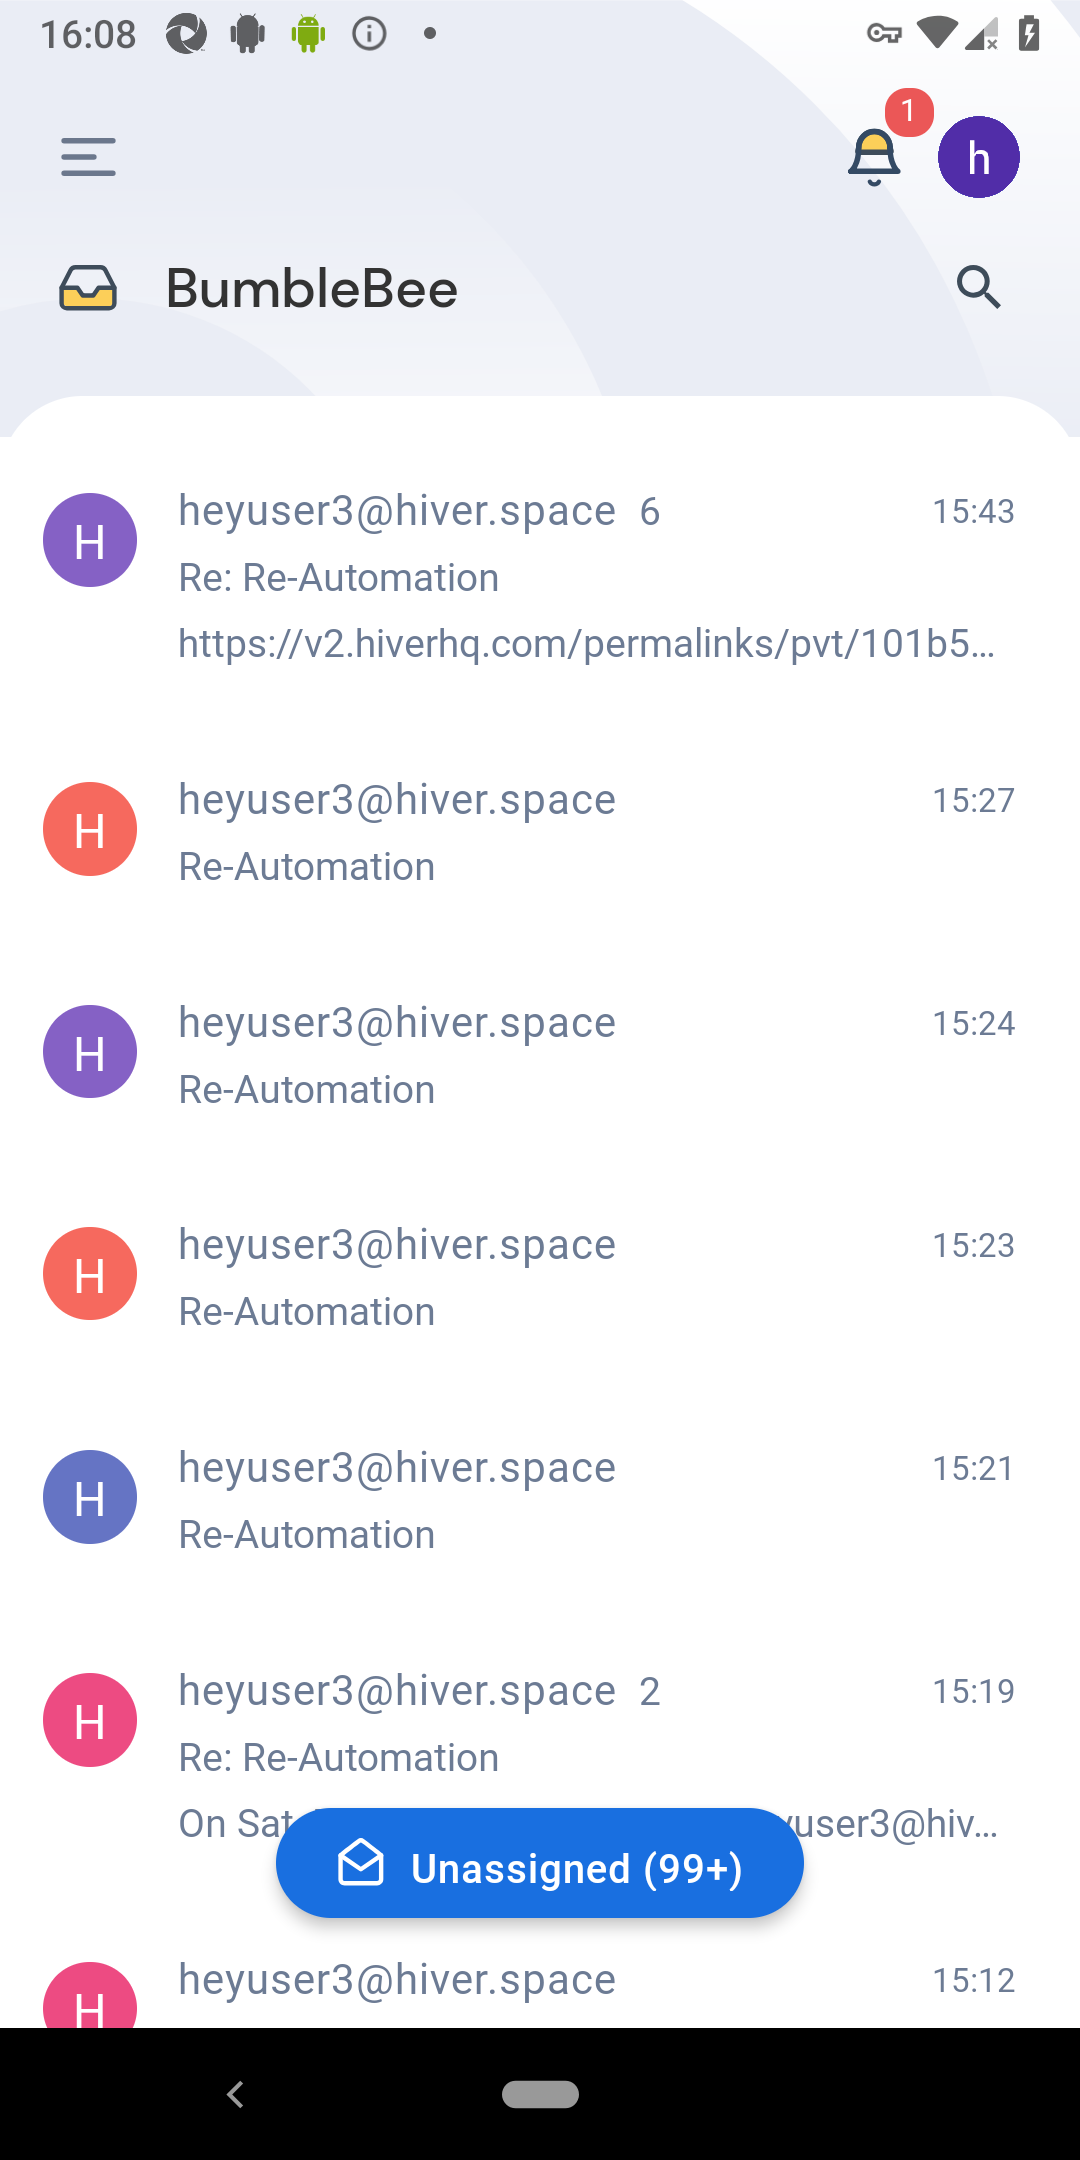 16:08
1
h
BumbleBee
H
heyuser3@hiver.space 6 15:43
Re: Re-Automation
https://v2.hiverhq.com/permalinks/pvt/101b5...
H
heyuser3@hiver.space 15:27
Re-Automation
H
heyuser3@hiver.space 15:24
Re-Automation
H
heyuser3@hiver.space 15:23
Re-Automation
H
heyuser3@hiver.space 15:21
Re-Automation
H
heyuser3@hiver.space 2 15:19
Re: Re-Automation
On Sat yuser3@hiv...
Unassigned (99+)
H
heyuser3@hiver.space 15:12